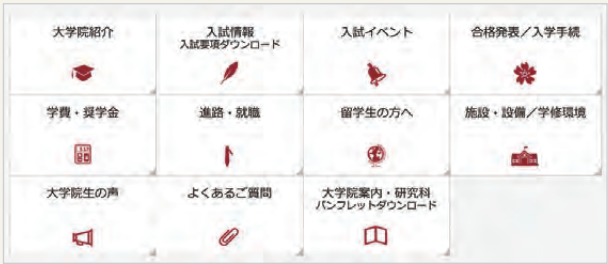 大学院紹介
入試情報
入試要項ダウンロード
入試イベント
合格発表／入学手続
学費・奨学金
進路・就職
留学生の方へ
施設・設備／学修環境
大学院生の声
よくあるご質問
大学院案内・研究科
パンフレットダウンロード